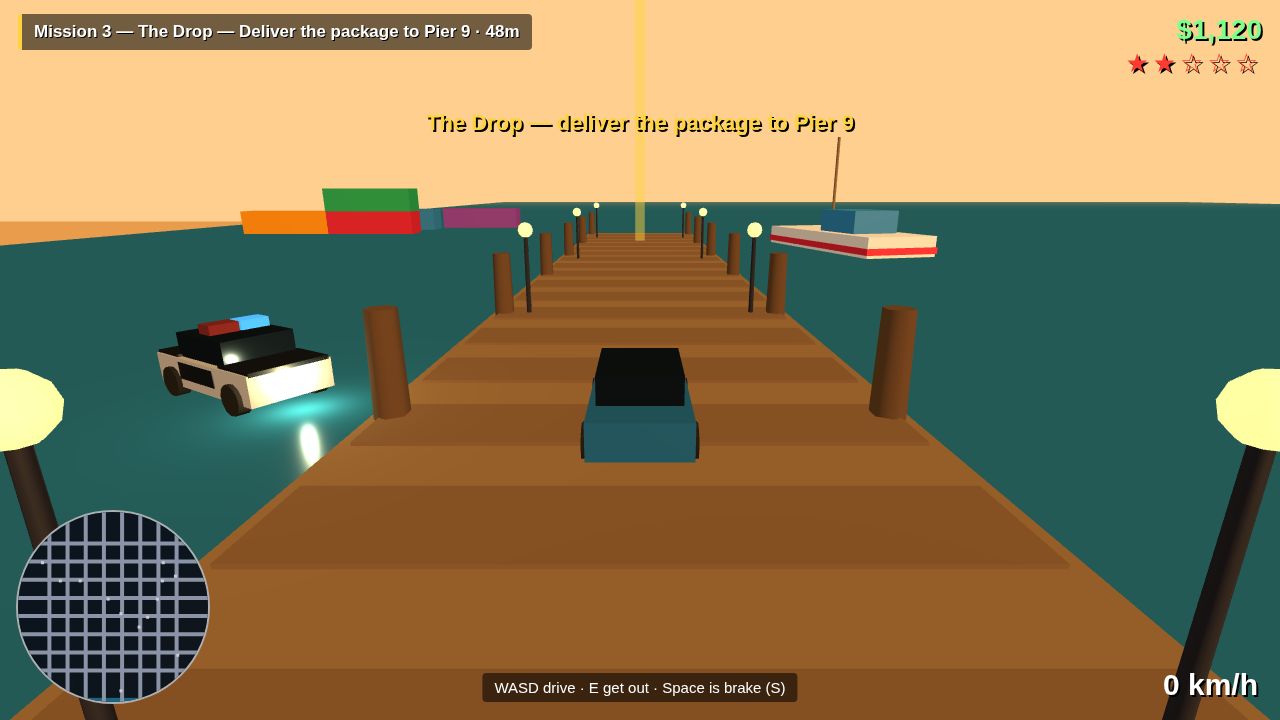 Mission 3 — The Drop — Deliver the package to Pier 9 · 48m
$1,120
The Drop — deliver the package to Pier 9
WASD drive · E get out · Space is brake (S)
0 km/h